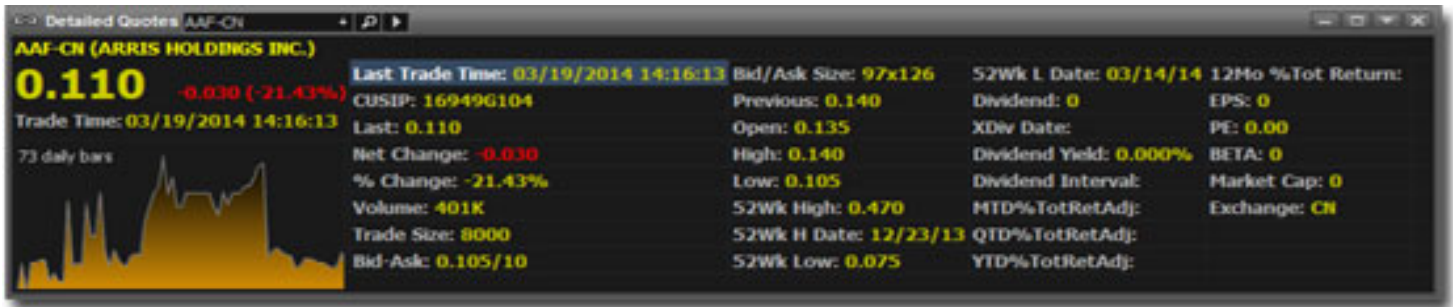 Detailed Quotes AAF-CN
AAF-CN (ARRIS HOLDINGS INC.)
0.110 -0.030 (-21.43%)
Trade Time: 03/19/2014 14:16:13
73 daily bars
Last Trade Time: 03/19/2014 14:16:13 Bid/Ask Size: 97x126 52Wk L Date: 03/14/14 12Mo %Tot Return:
CUSIP: 16949G104 Previous: 0.140 Dividend: 0 EPS: 0
Last: 0.110 Open: 0.135 XDiv Date: PE: 0.00
Net Change: -0.030 High: 0.140 Dividend Yield: 0.000% BETA: 0
% Change: -21.43% Low: 0.105 Dividend Interval: Market Cap: 0
Volume: 401K 52Wk High: 0.470 MTD%TotRetAdj: Exchange: CN
Trade Size: 8000 52Wk H Date: 12/23/13 QTD%TotRetAdj:
Bid-Ask: 0.105/10 52Wk Low: 0.075 YTD%TotRetAdj: